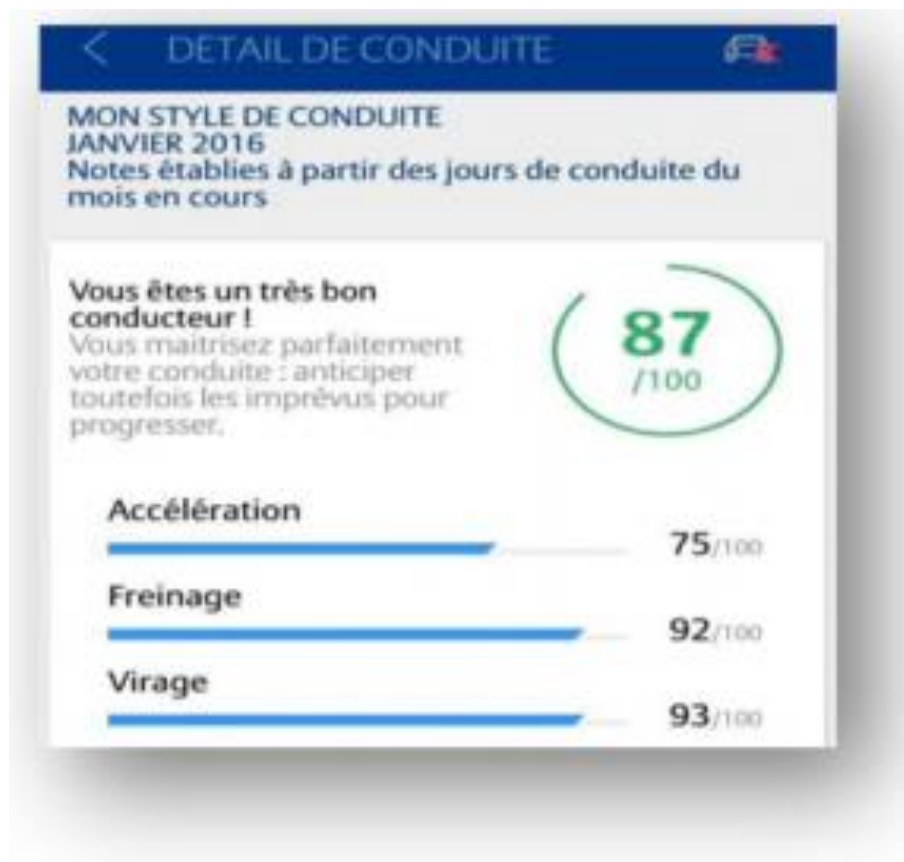 DETAIL DE CONDUITE
MON STYLE DE CONDUITE
JANVIER 2016
Notes établies à partir des jours de conduite du
mois en cours
Vous êtes un très bon
conducteur !
Vous maitrisez parfaitement
votre conduite : anticiper
toutefois les imprévus pour
progresser.
87
/100
Accélération
75/100
Freinage
92/100
Virage
93/100